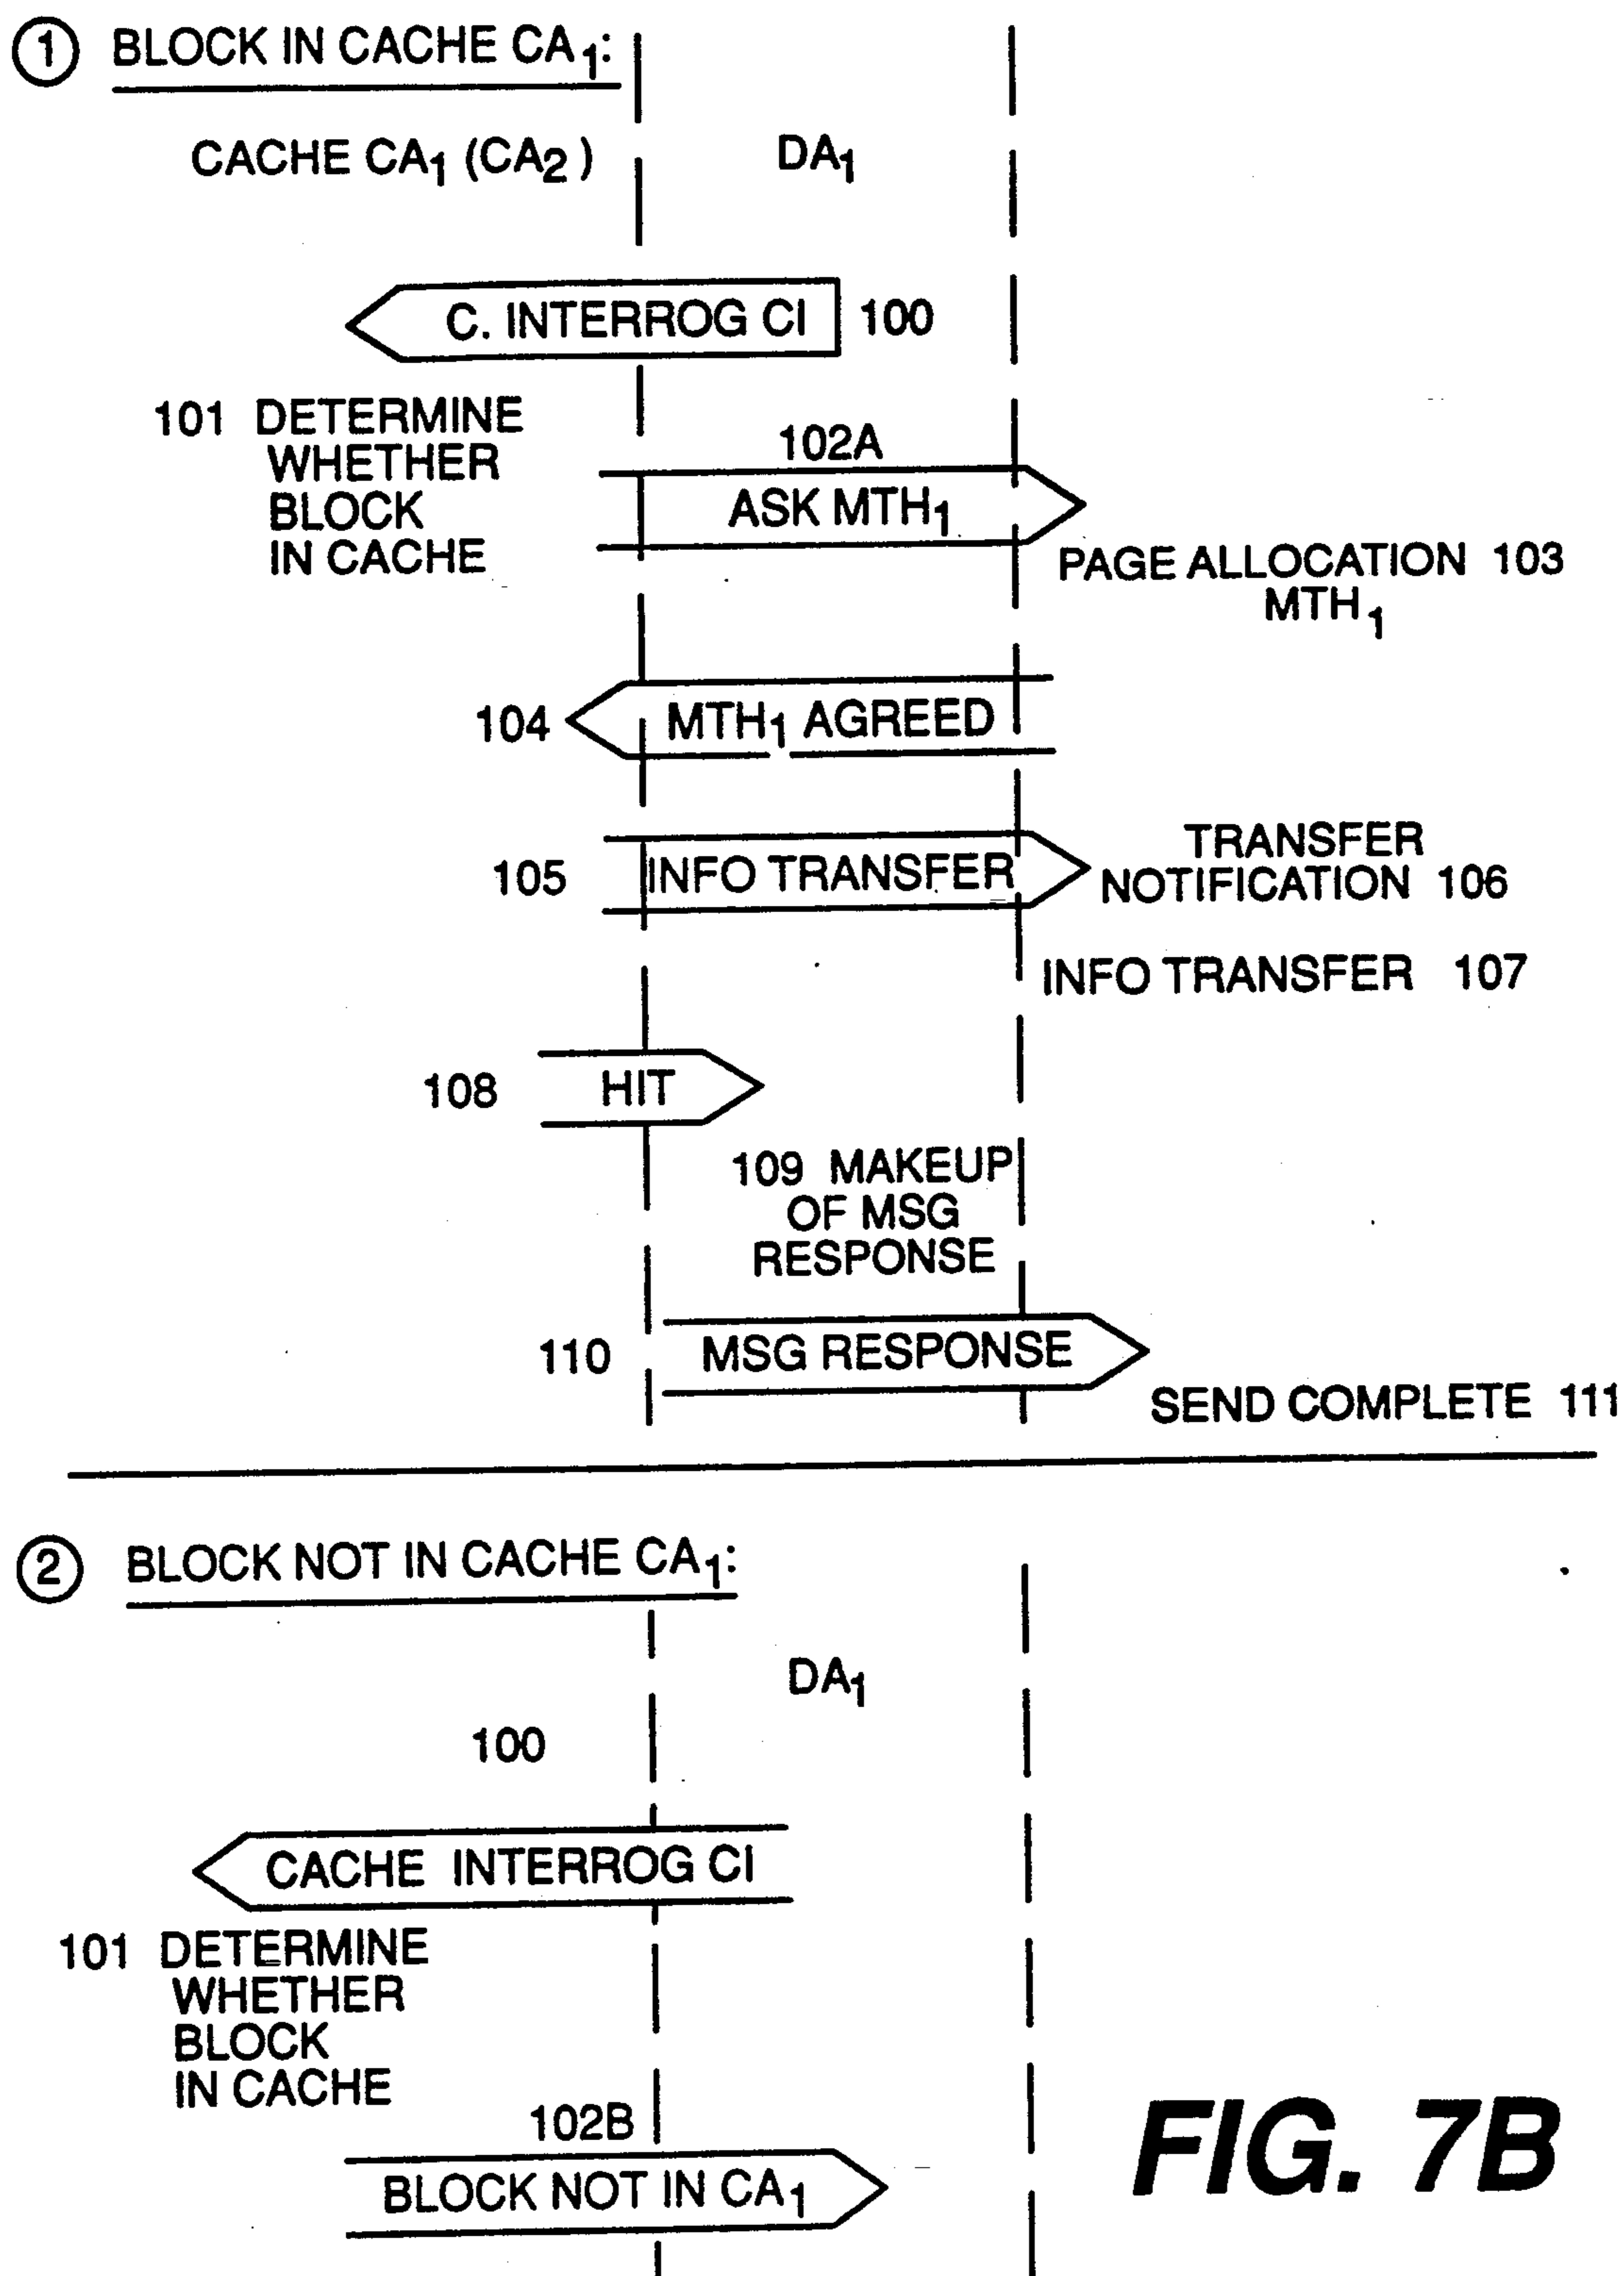 1 BLOCK IN CACHE CA1:
CACHE CA1 (CA2)
DA1
C. INTERROG CI 100
101 DETERMINE
WHETHER
BLOCK
IN CACHE
102A
ASK MTH1
PAGE ALLOCATION 103
MTH1
104 MTH1 AGREED
105 INFO TRANSFER
TRANSFER
NOTIFICATION 106
INFO TRANSFER 107
108 HIT
109 MAKEUP
OF MSG
RESPONSE
110 MSG RESPONSE
SEND COMPLETE 111
2 BLOCK NOT IN CACHE CA1:
DA1
100
CACHE INTERROG CI
101 DETERMINE
WHETHER
BLOCK
IN CACHE
102B
BLOCK NOT IN CA1
FIG. 7B